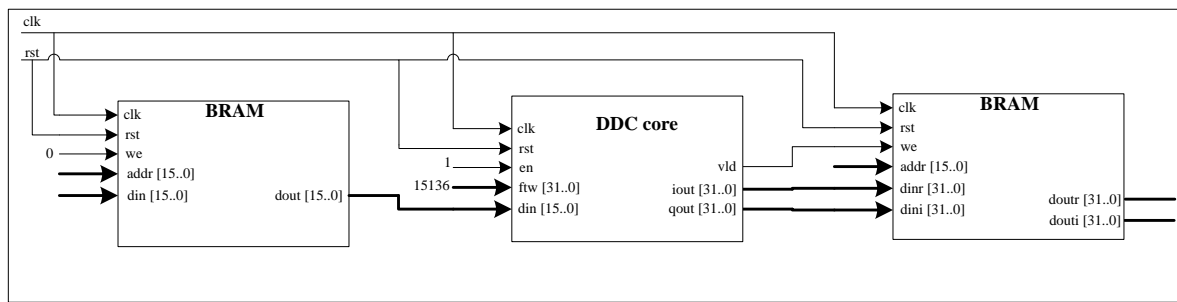 clk
rst
BRAM
clk
rst
0
we
addr [15..0]
din [15..0]
dout [15..0]
DDC core
clk
rst
1
en
15136
ftw [31..0]
din [15..0]
vld
iout [31..0]
qout [31..0]
BRAM
clk
rst
we
addr [15..0]
dinr [31..0]
dini [31..0]
doutr [31..0]
douti [31..0]